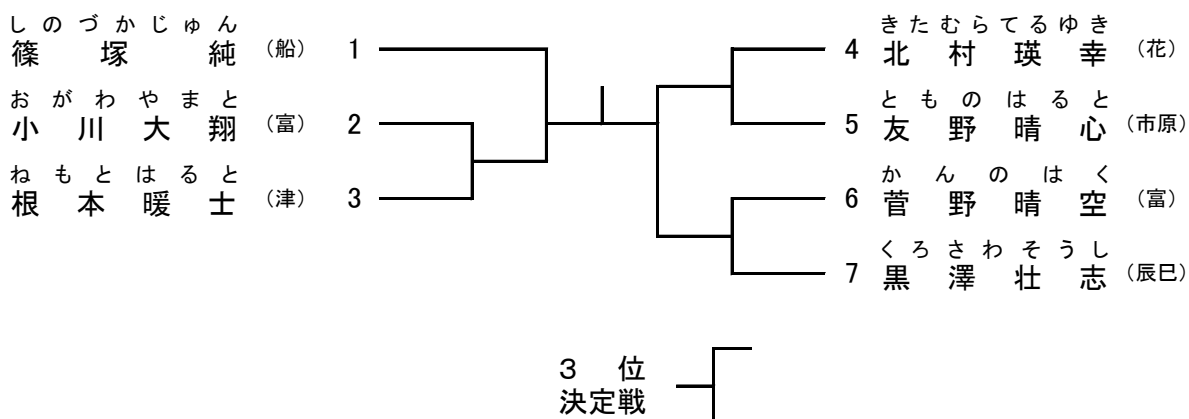 しのづかじゅん
篠塚純 （船） 1
おがわやまと
小川大翔 （富） 2
ねもとはると
根本暖士 （津） 3
きたむらてるゆき
4 北村瑛幸 （花）
とものはると
5 友野晴心 （市原）
かんのはく
6 菅野晴空 （富）
くろさわそうし
7 黒澤壮志 （辰巳）
3位
決定戦